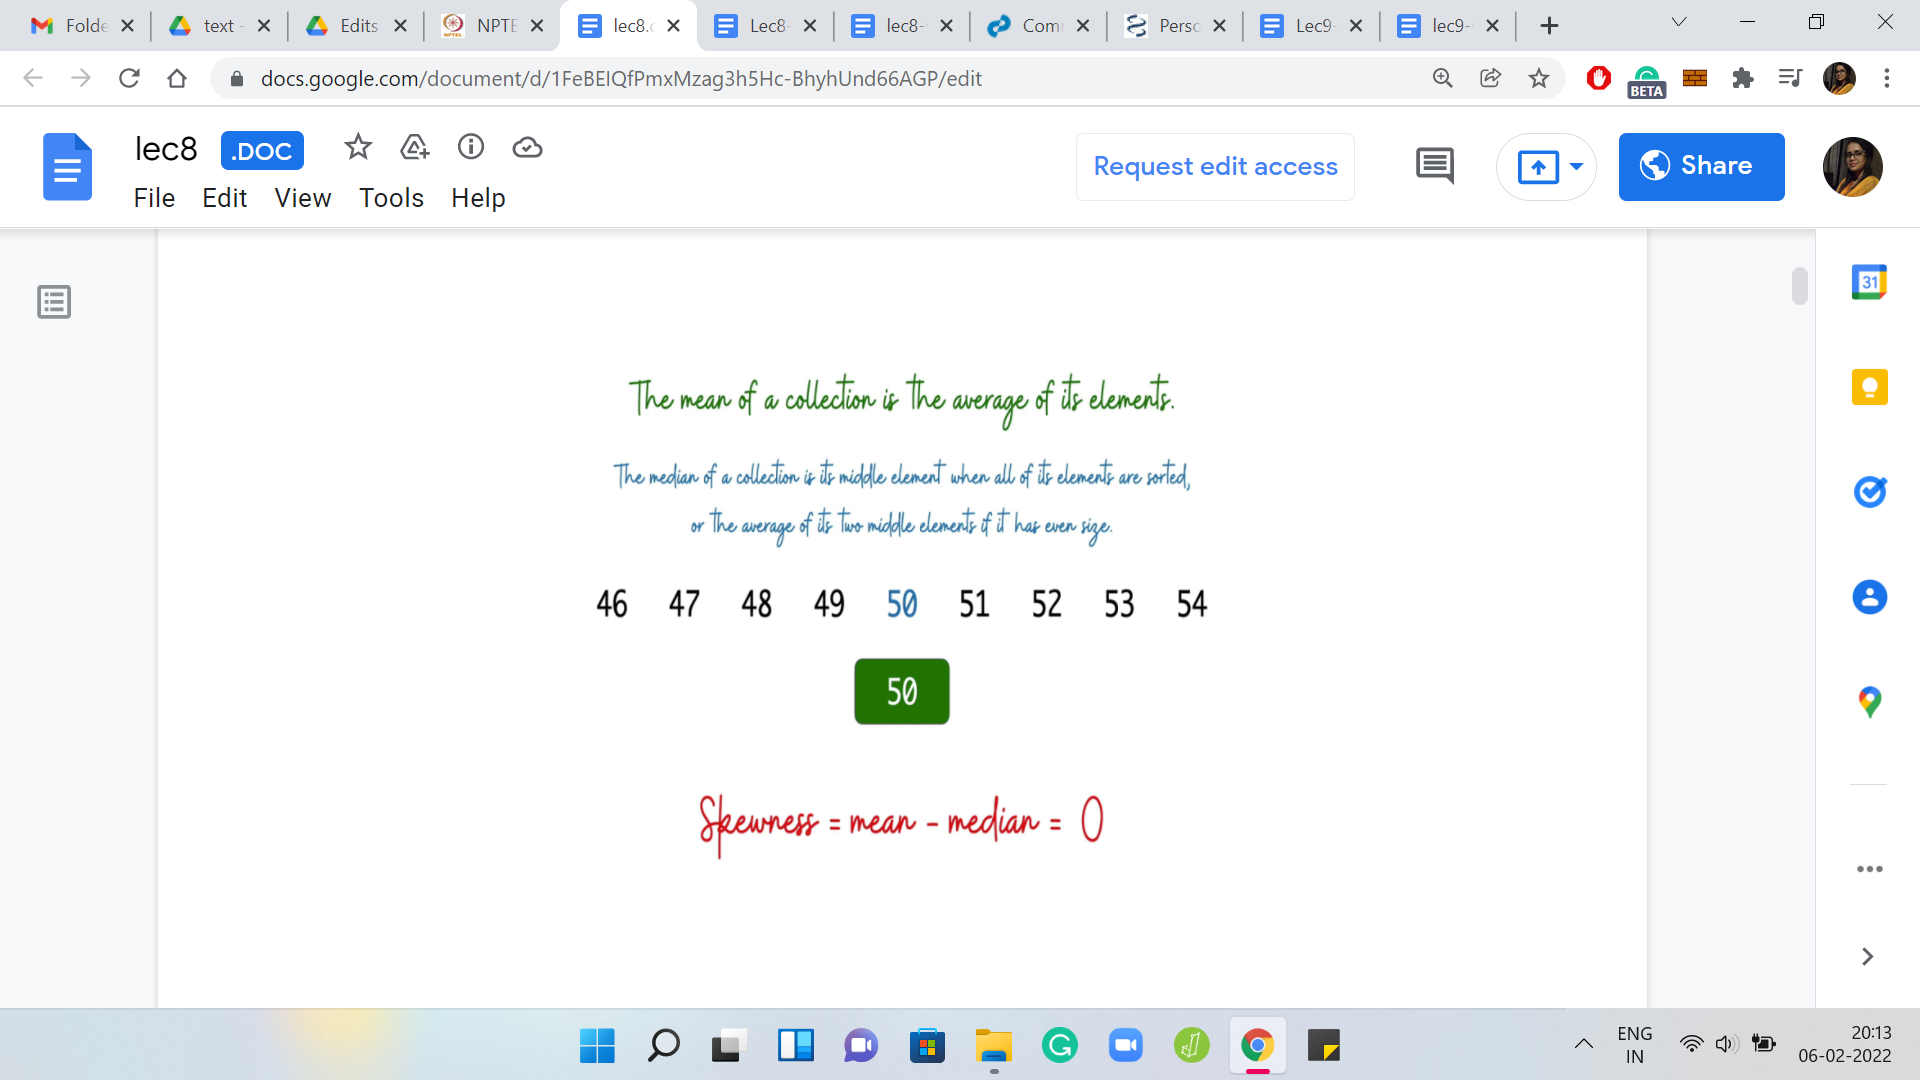 Folde
text -
Edits
NPTE
lec8.c
Lec8-
lec8-
Com
Perso
Lec9-
lec9-
docs.google.com/document/d/1FeBEIQfPmxMzag3h5Hc-BhyhUnd66AGP/edit
BETA
lec8 .DOC
File Edit View Tools Help
Request edit access
Share
31
The mean of a collection is the average of its elements.
The median of a collection is its middle element when all of its elements are sorted,
or the average of its two middle elements if it has even size.
46 47 48 49 50 51 52 53 54
50
Skewness = mean - median = 0
ENG
IN
20:13
06-02-2022